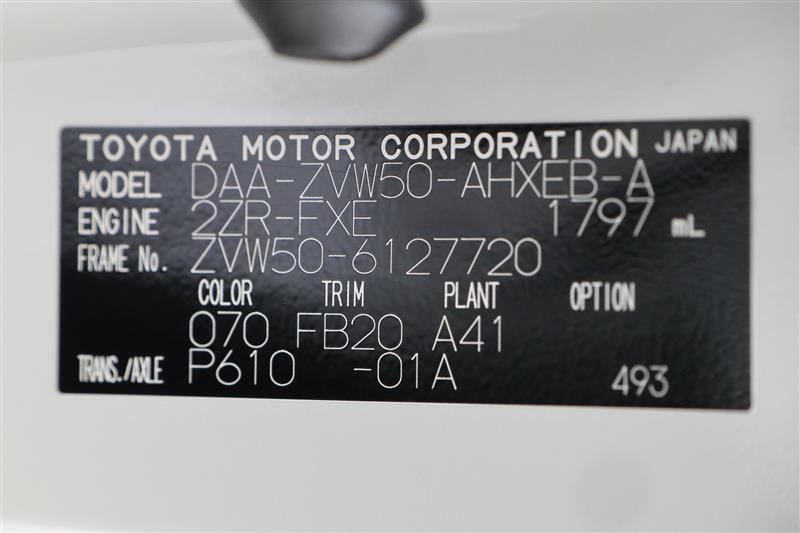 TOYOTA MOTOR CORPORATION JAPAN
MODEL DAA-ZVW50-AHXEB-A
ENGINE 2ZR-FXE 1797 mL
FRAME No. ZVW50-6127720
COLOR TRIM PLANT OPTION
070 FB20 A41
TRANS./AXLE P610 -01A 493